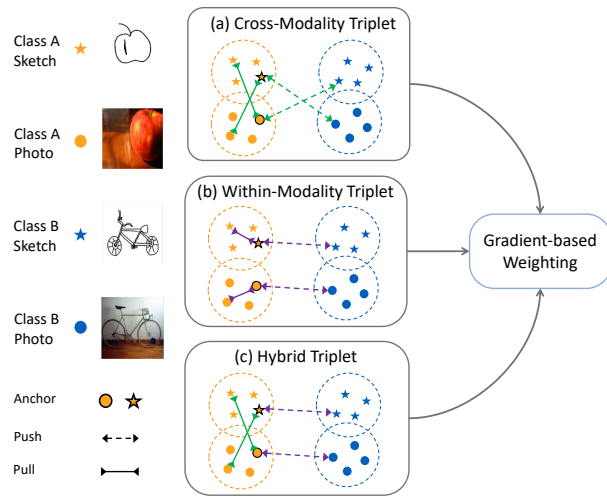 Class A
Sketch
Class A
Photo
Class B
Sketch
Class B
Photo
Anchor
Push
Pull
(a) Cross-Modality Triplet
(b) Within-Modality Triplet
(c) Hybrid Triplet
Gradient-based
Weighting